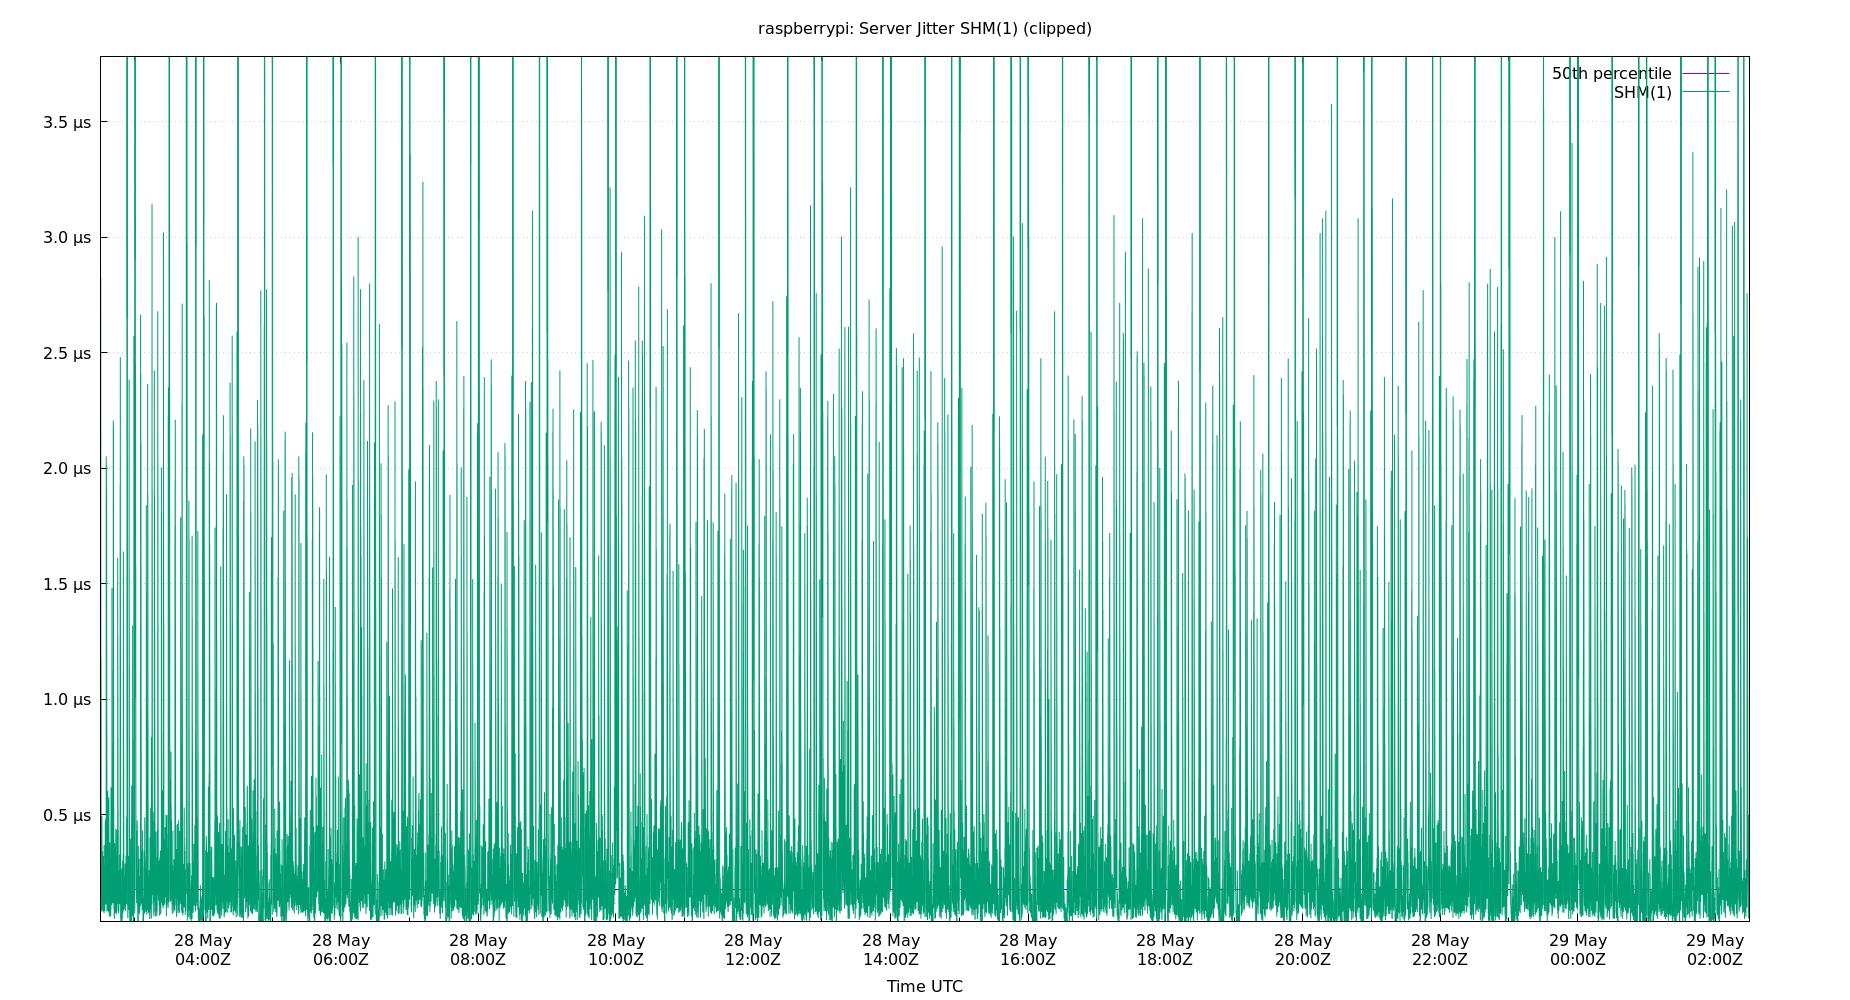 raspberrypi: Server Jitter SHM(1) (clipped)
50th percentile
SHM(1)
3.5 µs
3.0 µs
2.5 µs
2.0 µs
1.5 µs
1.0 µs
0.5 µs
28 May 28 May 28 May 28 May 28 May 28 May 28 May 28 May 28 May 28 May 29 May 29 May
04:00Z 06:00Z 08:00Z 10:00Z 12:00Z 14:00Z 16:00Z 18:00Z 20:00Z 22:00Z 00:00Z 02:00Z
Time UTC